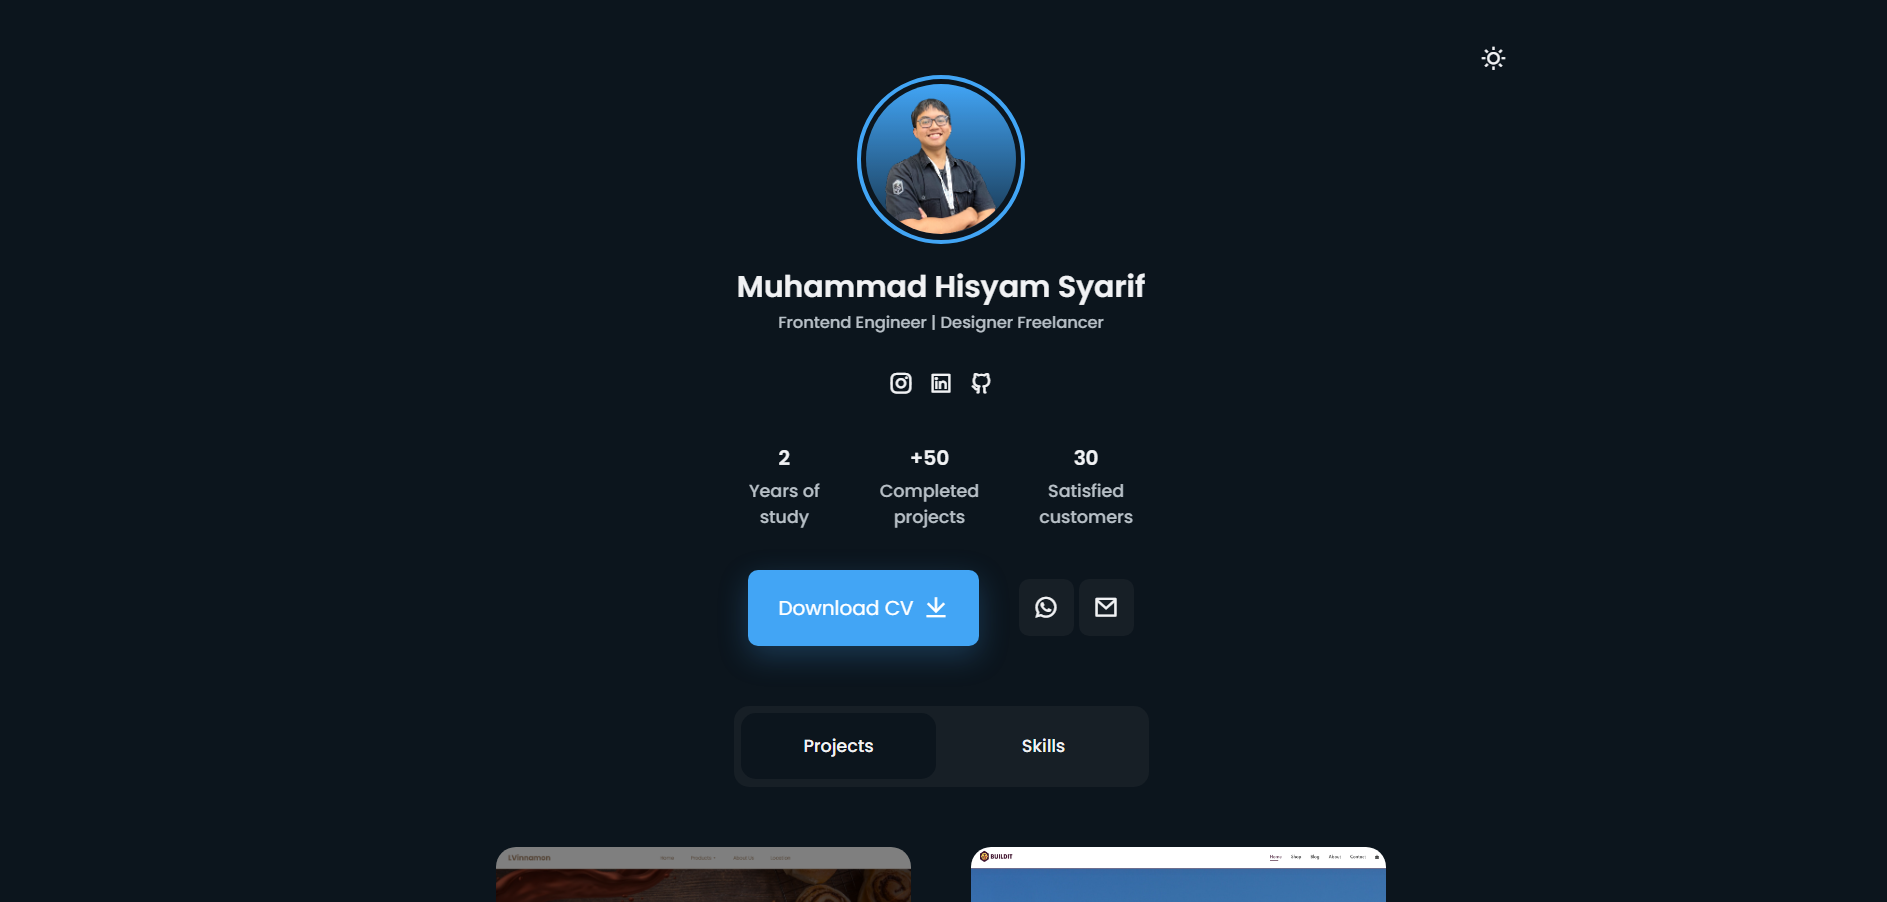 Muhammad Hisyam Syarif
Frontend Engineer | Designer Freelancer
2
Years of
study
+50
Completed
projects
30
Satisfied
customers
Download CV
Projects
Skills
Vinnamon
Home Products About Us Location
BUILDIT
Home Shop Blog About Contact